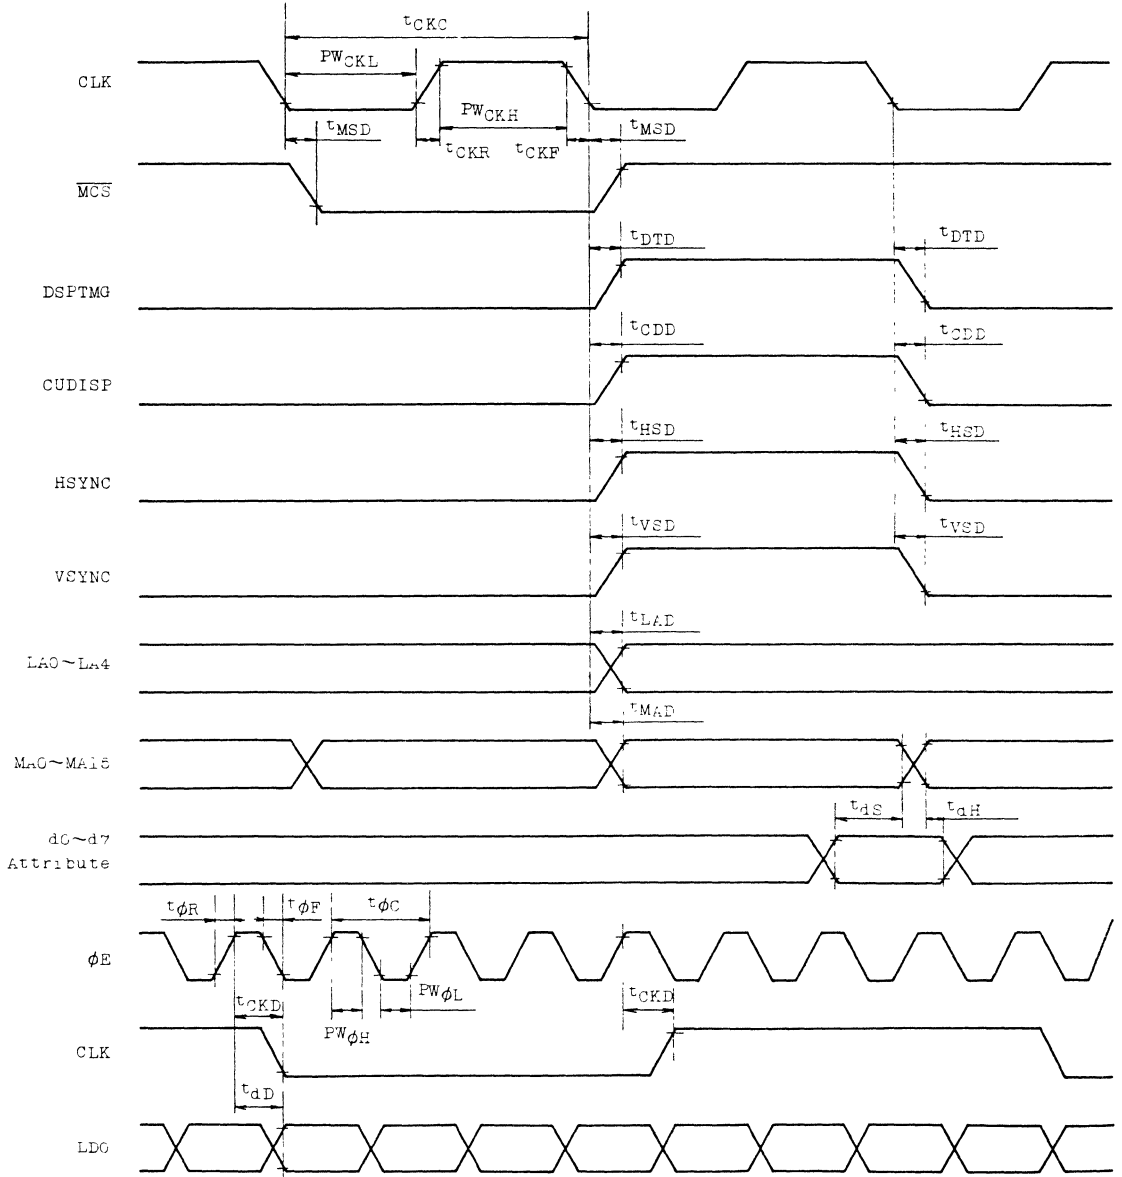 tCKC
PWCKL
CLK
PWCKH
tMSD
tMSD
tCKR
tCKF
MCS
tDTD
tDTD
DSPTMG
tCDD
tCDD
CUDISP
tHSD
tHSD
HSYNC
tVSD
tVSD
VSYNC
tLAD
LA0~LA4
tMAD
MA0~MA15
tdS
tdH
d0~d7
Attribute
tφR
tφF
tφC
φE
PWφL
tCKD
tCKD
PWφH
CLK
tdD
LDO